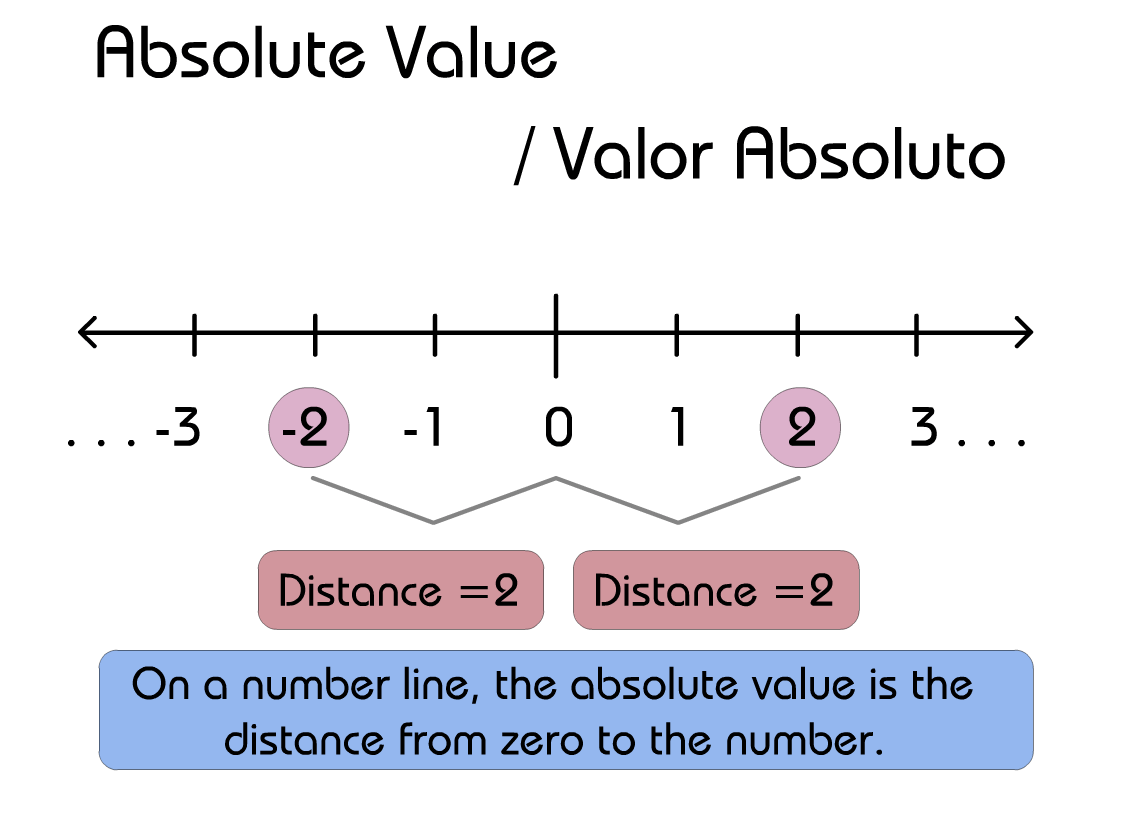 Absolute Value
/ Valor Absoluto
. . . -3 -2 -1 0 1 2 3 . . .
Distance =2 Distance =2
On a number line, the absolute value is the
distance from zero to the number.